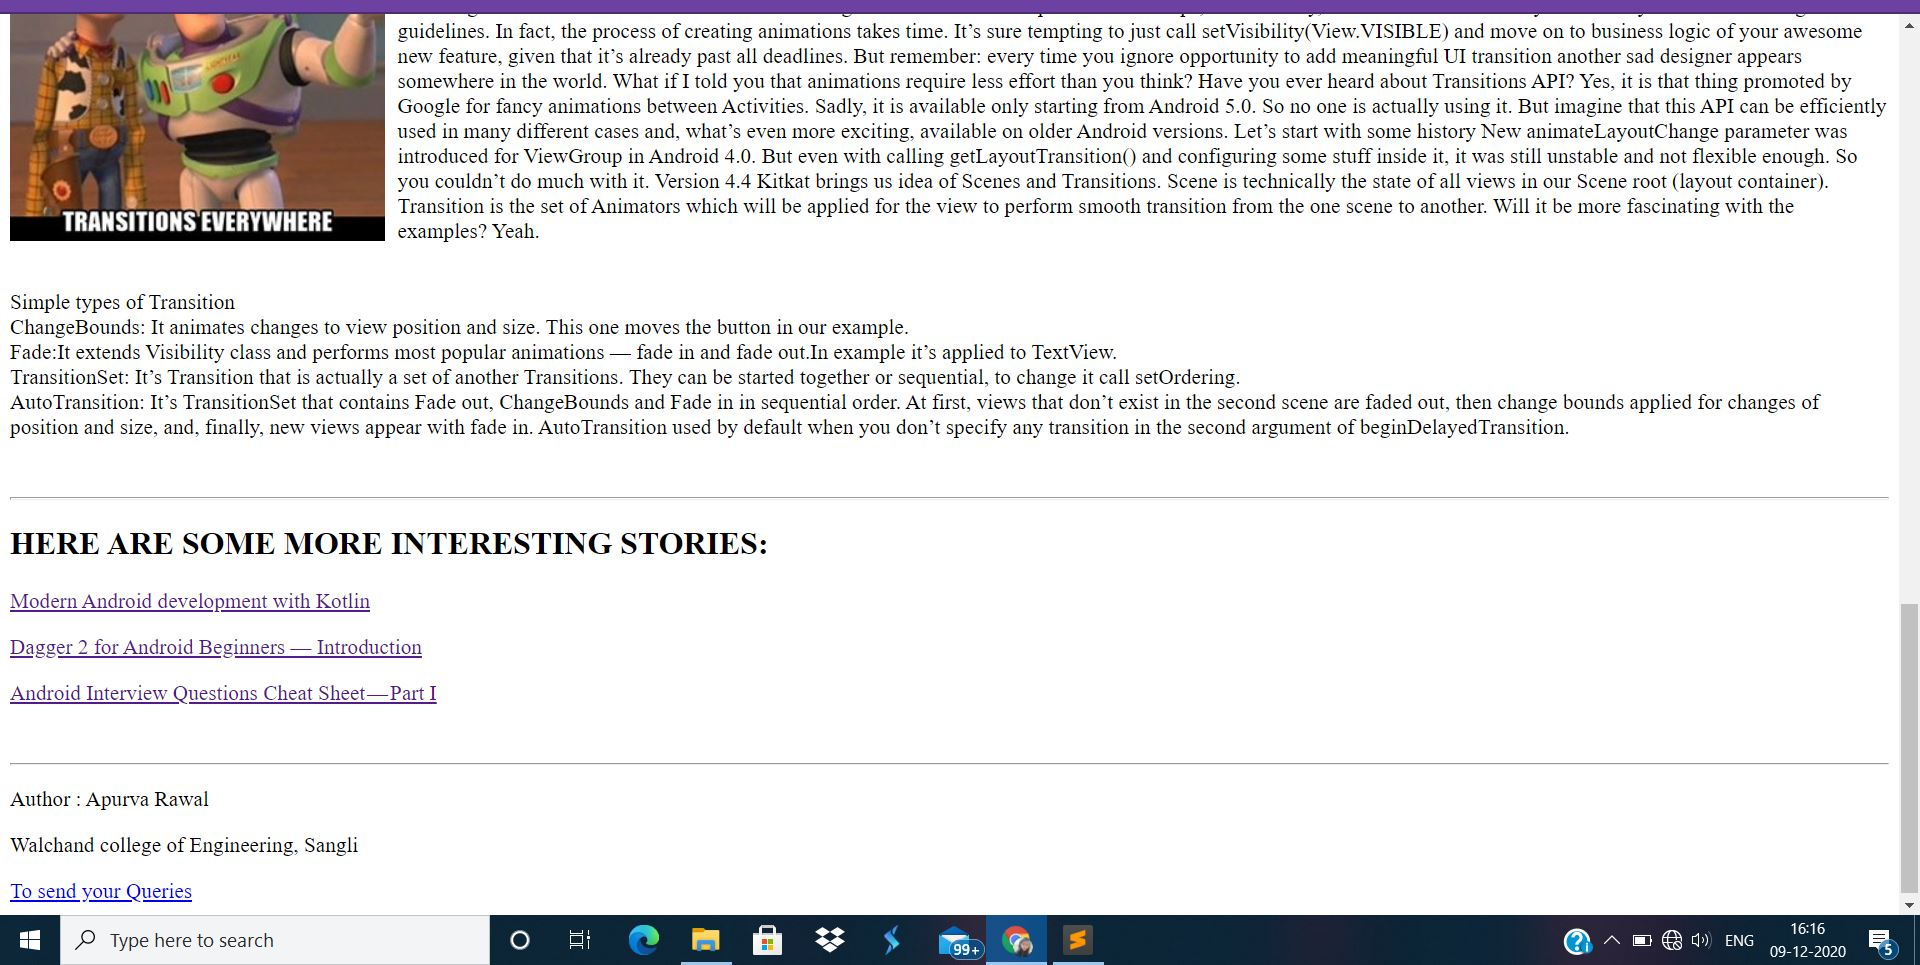 guidelines. In fact, the process of creating animations takes time. It’s sure tempting to just call setVisibility(View.VISIBLE) and move on to business logic of your awesome
new feature, given that it’s already past all deadlines. But remember: every time you ignore opportunity to add meaningful UI transition another sad designer appears
somewhere in the world. What if I told you that animations require less effort than you think? Have you ever heard about Transitions API? Yes, it is that thing promoted by
Google for fancy animations between Activities. Sadly, it is available only starting from Android 5.0. So no one is actually using it. But imagine that this API can be efficiently
used in many different cases and, what’s even more exciting, available on older Android versions. Let’s start with some history New animateLayoutChange parameter was
introduced for ViewGroup in Android 4.0. But even with calling getLayoutTransition() and configuring some stuff inside it, it was still unstable and not flexible enough. So
you couldn’t do much with it. Version 4.4 Kitkat brings us idea of Scenes and Transitions. Scene is technically the state of all views in our Scene root (layout container).
Transition is the set of Animators which will be applied for the view to perform smooth transition from the one scene to another. Will it be more fascinating with the
examples? Yeah.
TRANSITIONS EVERYWHERE
Simple types of Transition
ChangeBounds: It animates changes to view position and size. This one moves the button in our example.
Fade:It extends Visibility class and performs most popular animations — fade in and fade out.In example it’s applied to TextView.
TransitionSet: It’s Transition that is actually a set of another Transitions. They can be started together or sequential, to change it call setOrdering.
AutoTransition: It’s TransitionSet that contains Fade out, ChangeBounds and Fade in in sequential order. At first, views that don’t exist in the second scene are faded out, then change bounds applied for changes of
position and size, and, finally, new views appear with fade in. AutoTransition used by default when you don’t specify any transition in the second argument of beginDelayedTransition.
HERE ARE SOME MORE INTERESTING STORIES:
Modern Android development with Kotlin
Dagger 2 for Android Beginners — Introduction
Android Interview Questions Cheat Sheet—Part I
Author : Apurva Rawal
Walchand college of Engineering, Sangli
To send your Queries
Type here to search
99+
ENG
16:16
09-12-2020
5